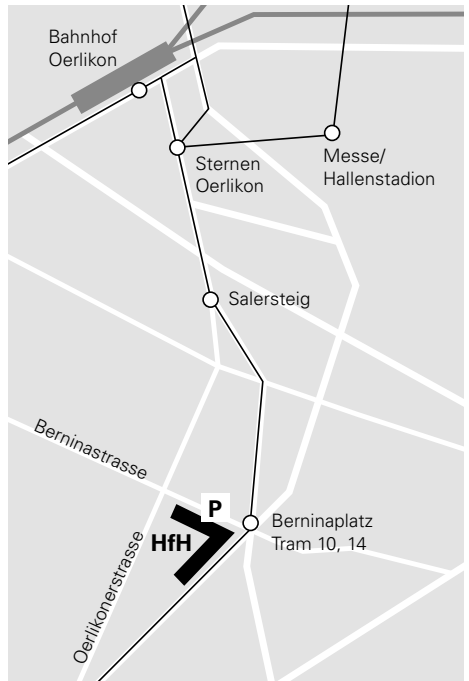 Bahnhof
Oerlikon
Sternen
Oerlikon
Messe/
Hallenstadion
Salersteig
Berninastrasse
P
HfH
Berninaplatz
Tram 10, 14
Oerlikonerstrasse